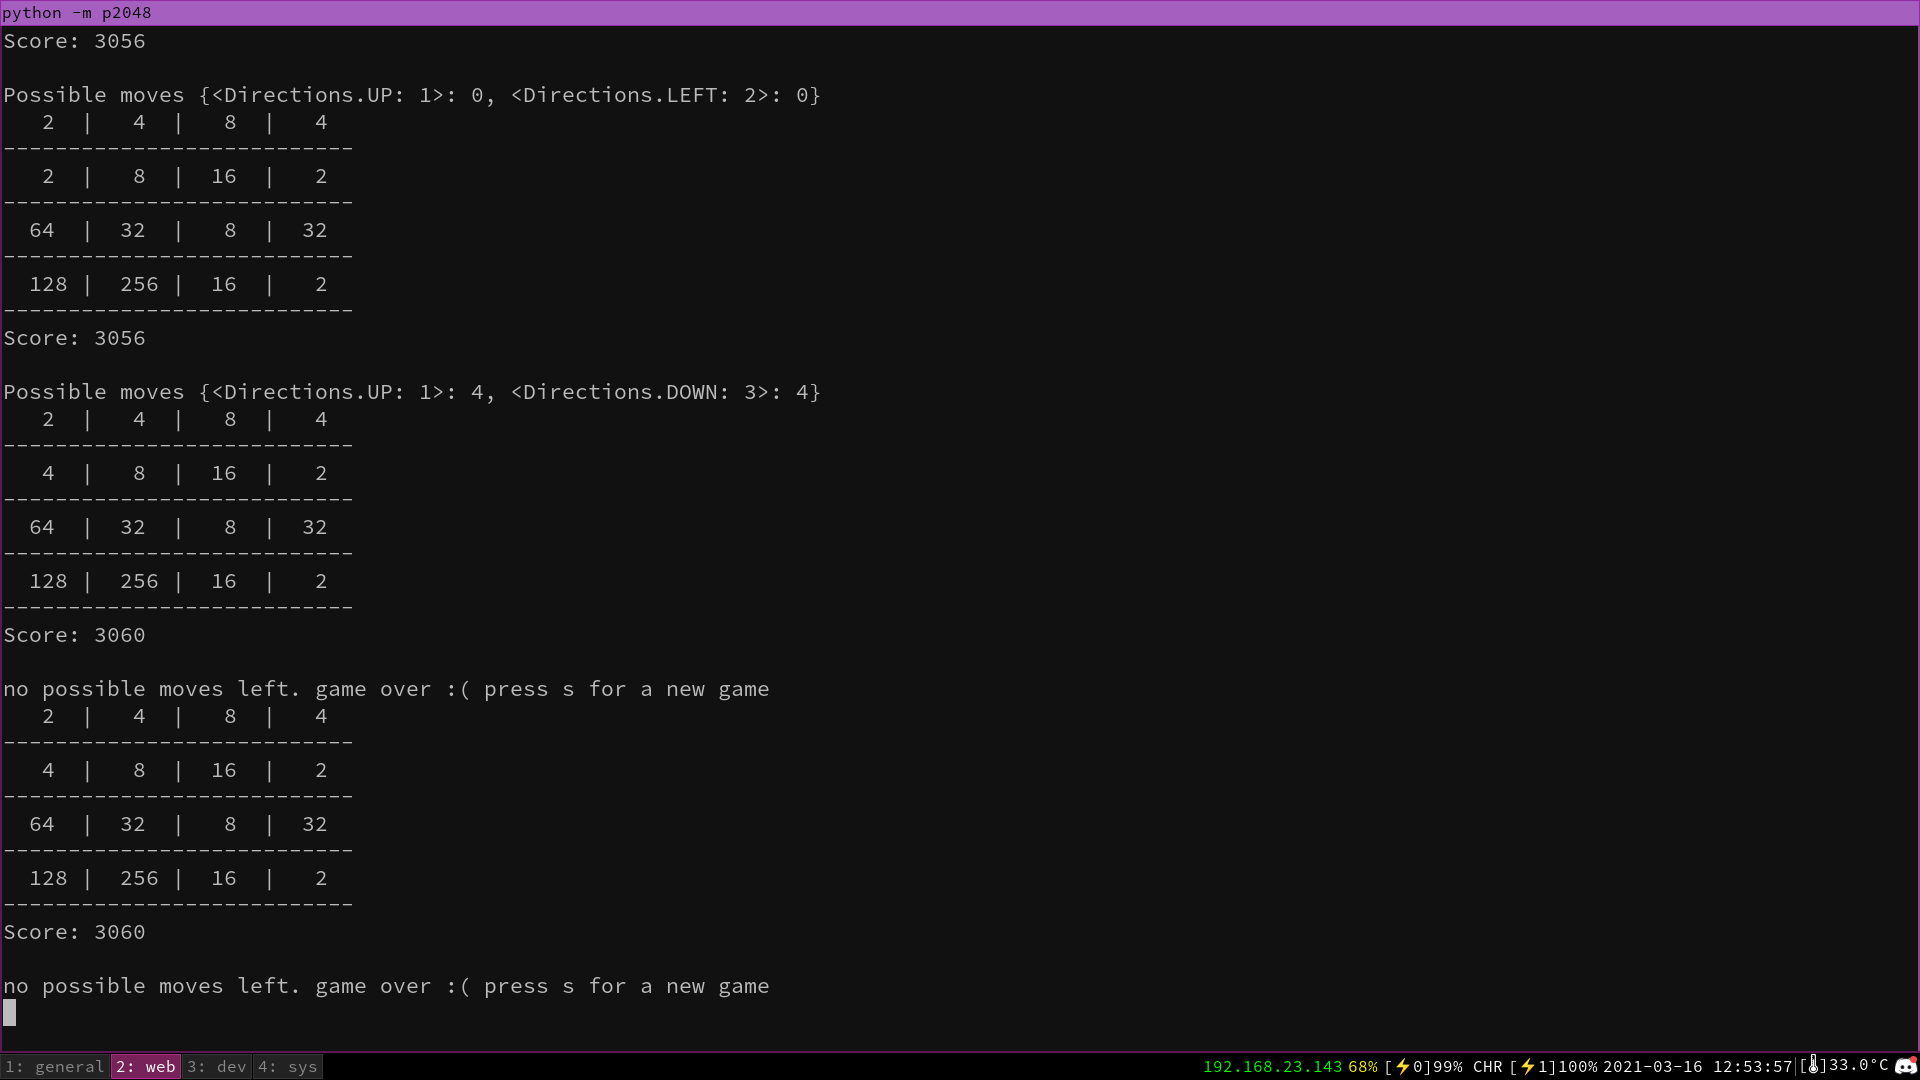 python -m p2048
Score: 3056
Possible moves {<Directions.UP: 1>: 0, <Directions.LEFT: 2>: 0}
2 | 4 | 8 | 4
---------------------------
2 | 8 | 16 | 2
---------------------------
64 | 32 | 8 | 32
---------------------------
128 | 256 | 16 | 2
---------------------------
Score: 3056
Possible moves {<Directions.UP: 1>: 4, <Directions.DOWN: 3>: 4}
2 | 4 | 8 | 4
---------------------------
4 | 8 | 16 | 2
---------------------------
64 | 32 | 8 | 32
---------------------------
128 | 256 | 16 | 2
---------------------------
Score: 3060
no possible moves left. game over :( press s for a new game
2 | 4 | 8 | 4
---------------------------
4 | 8 | 16 | 2
---------------------------
64 | 32 | 8 | 32
---------------------------
128 | 256 | 16 | 2
---------------------------
Score: 3060
no possible moves left. game over :( press s for a new game
1: general 2: web 3: dev 4: sys 192.168.23.143 68% [⚡0]99% CHR [⚡1]100% 2021-03-16 12:53:57 [🌡]33.0°C